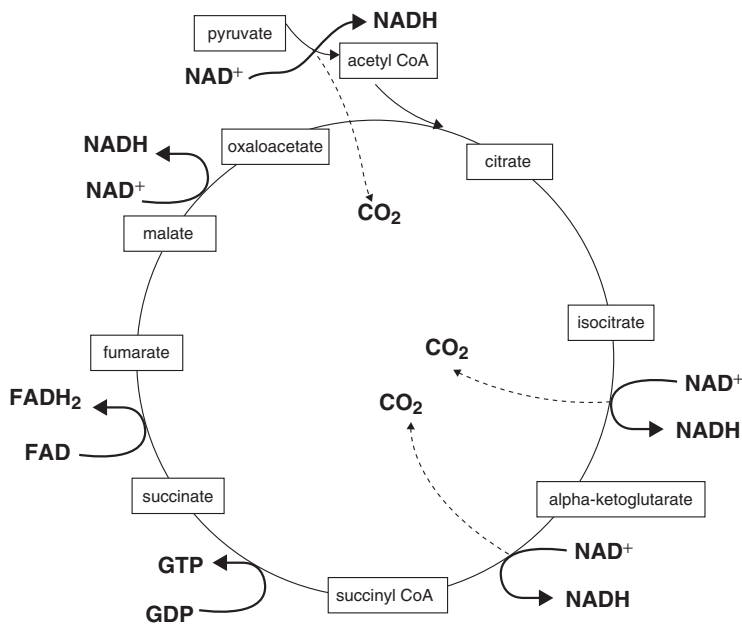 NADH
pyruvate
acetyl CoA
NAD⁺
NADH
oxaloacetate
citrate
NAD⁺
CO₂
malate
isocitrate
fumarate
CO₂
NAD⁺
FADH₂
CO₂
NADH
FAD
succinate
alpha-ketoglutarate
NAD⁺
GTP
succinyl CoA
NADH
GDP